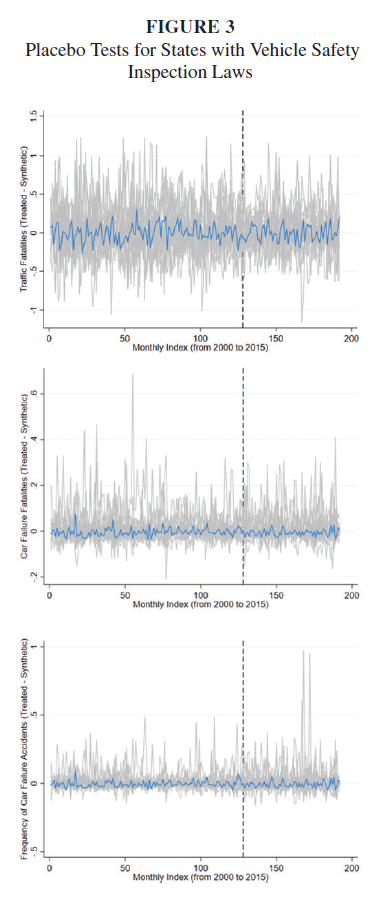 FIGURE 3
Placebo Tests for States with Vehicle Safety
Inspection Laws
Traffic Fatalities (Treated - Synthetic)
1.5
1
.5
0
-.5
-1
0 50 100 150 200
Monthly Index (from 2000 to 2015)
Car Failure Fatalities (Treated - Synthetic)
.6
.4
.2
0
-.2
0 50 100 150 200
Monthly Index (from 2000 to 2015)
Frequency of Car Failure Accidents (Treated - Synthetic)
1
.5
0
-.5
0 50 100 150 200
Monthly Index (from 2000 to 2015)